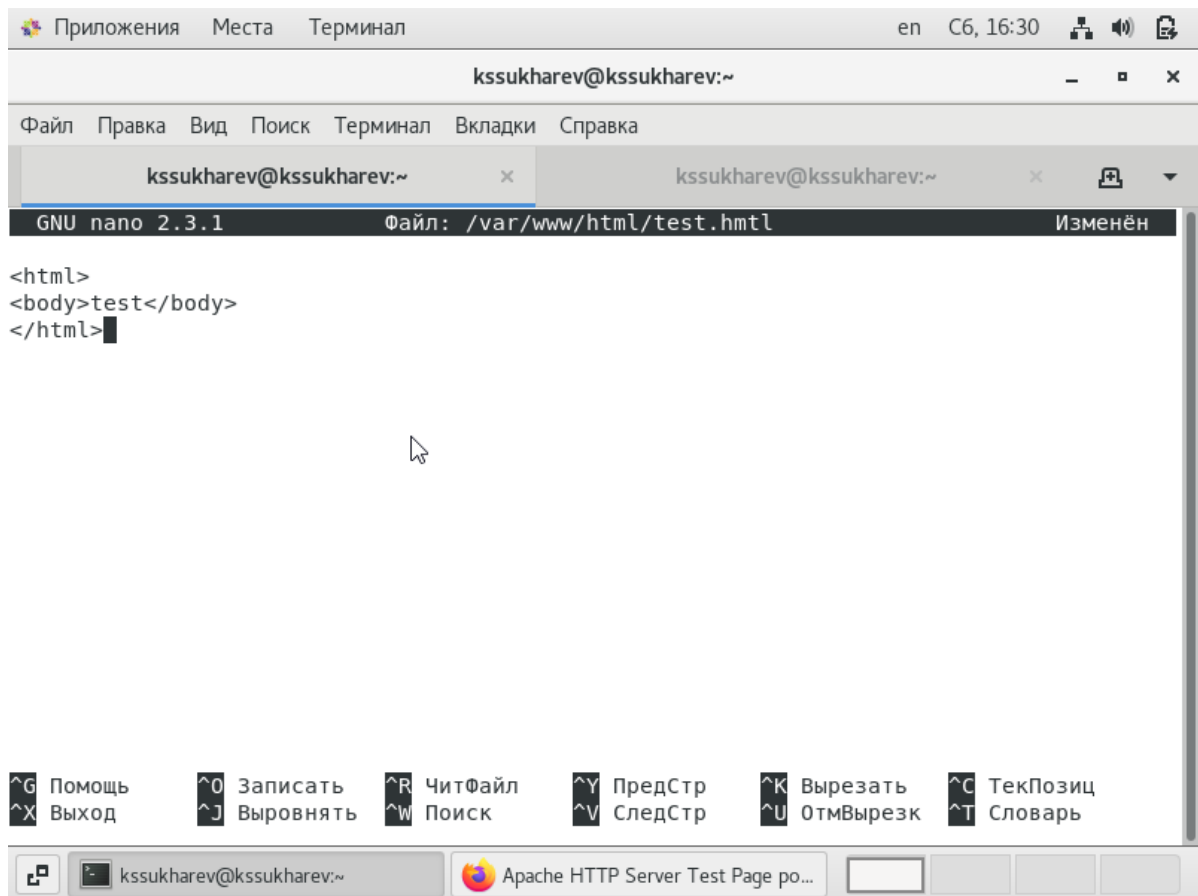 Приложения Места Терминал en Сб, 16:30
kssukharev@kssukharev:~
Файл Правка Вид Поиск Терминал Вкладки Справка
kssukharev@kssukharev:~ kssukharev@kssukharev:~
GNU nano 2.3.1 Файл: /var/www/html/test.hmtl Изменён
<html>
<body>test</body>
</html>
^G Помощь ^O Записать ^R ЧитФайл ^Y ПредСтр ^K Вырезать ^C ТекПозиц
^X Выход ^J Выровнять ^W Поиск ^V СледСтр ^U ОтмВырезк ^T Словарь
kssukharev@kssukharev:~ Apache HTTP Server Test Page po...